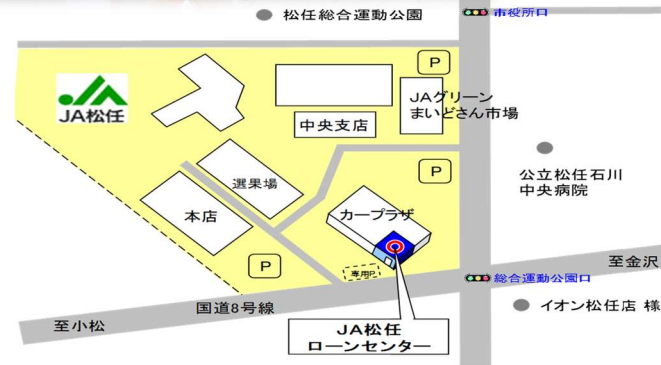 松任総合運動公園
市役所口
P
JA松任
中央支店
JAグリーン
まいどさん市場
選果場
P
公立松任石川
中央病院
本店
カープラザ
P
専用P
至金沢
総合運動公園口
国道8号線
イオン松任店 様
至小松
JA松任
ローンセンター